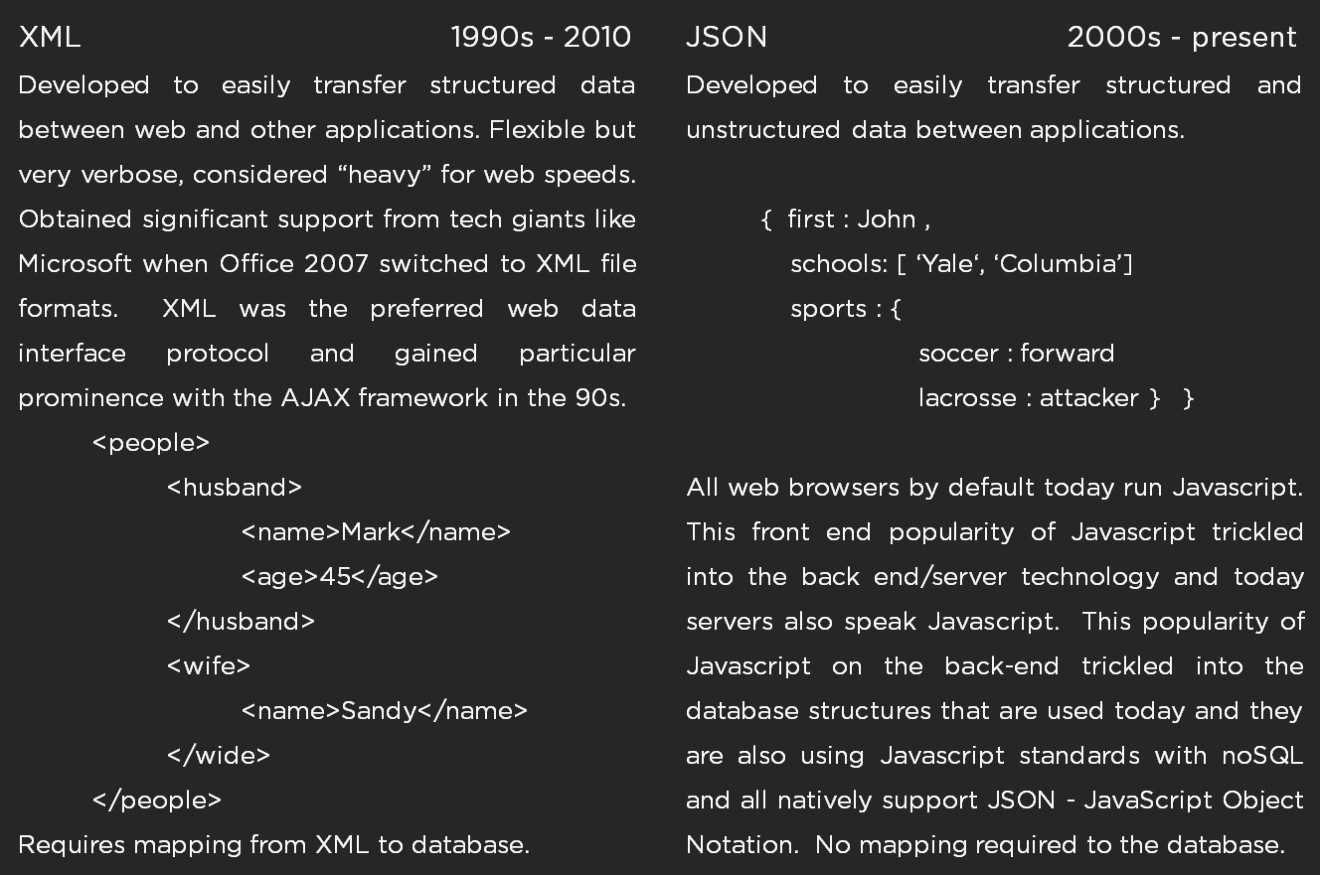 XML 1990s - 2010
Developed to easily transfer structured data
between web and other applications. Flexible but
very verbose, considered “heavy” for web speeds.
Obtained significant support from tech giants like
Microsoft when Office 2007 switched to XML file
formats. XML was the preferred web data
interface protocol and gained particular
prominence with the AJAX framework in the 90s.
<people>
<husband>
<name>Mark</name>
<age>45</age>
</husband>
<wife>
<name>Sandy</name>
</wide>
</people>
Requires mapping from XML to database.
JSON 2000s - present
Developed to easily transfer structured and
unstructured data between applications.
{ first : John ,
schools: [ ‘Yale‘, ‘Columbia’]
sports : {
soccer : forward
lacrosse : attacker } }
All web browsers by default today run Javascript.
This front end popularity of Javascript trickled
into the back end/server technology and today
servers also speak Javascript. This popularity of
Javascript on the back-end trickled into the
database structures that are used today and they
are also using Javascript standards with noSQL
and all natively support JSON - JavaScript Object
Notation. No mapping required to the database.